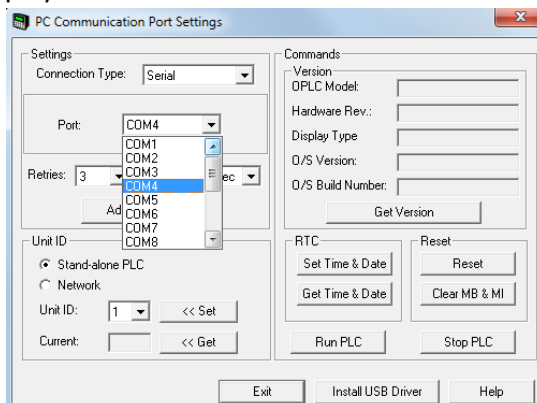 PC Communication Port Settings
X
Settings
Connection Type: Serial
Port: COM4
COM1
COM2
COM3
COM4
COM5
COM6
COM7
COM8
Retries: 3
ec
Ad
Unit ID
Stand-alone PLC
Network
Unit ID: 1 << Set
Current: << Get
Commands
Version
OPLC Model:
Hardware Rev.:
Display Type
O/S Version:
O/S Build Number:
Get Version
RTC
Set Time & Date
Get Time & Date
Reset
Reset
Clear MB & MI
Run PLC
Stop PLC
Exit
Install USB Driver
Help